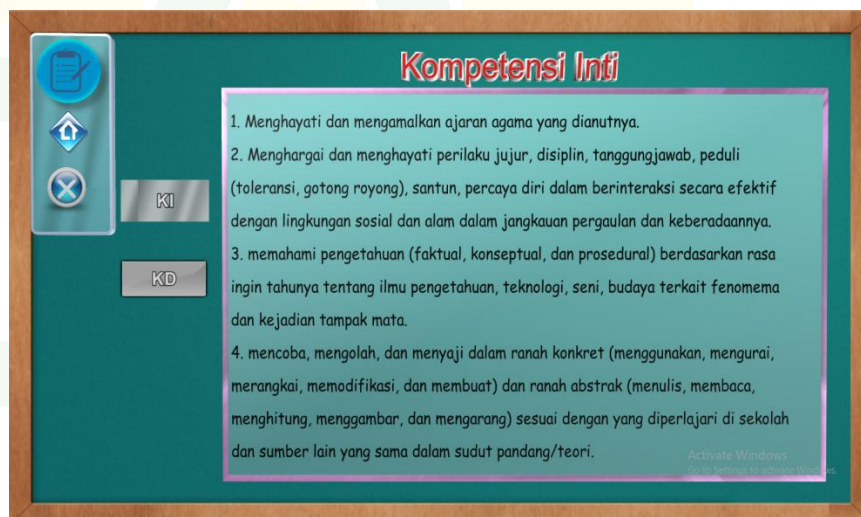 Kompetensi Inti
1. Menghayati dan mengamalkan ajaran agama yang dianutnya.
2. Menghargai dan menghayati perilaku jujur, disiplin, tanggungjawab, peduli
(toleransi, gotong royong), santun, percaya diri dalam berinteraksi secara efektif
dengan lingkungan sosial dan alam dalam jangkauan pergaulan dan keberadaannya.
3. memahami pengetahuan (faktual, konseptual, dan prosedural) berdasarkan rasa
ingin tahunya tentang ilmu pengetahuan, teknologi, seni, budaya terkait fenomema
dan kejadian tampak mata.
4. mencoba, mengolah, dan menyaji dalam ranah konkret (menggunakan, mengurai,
merangkai, memodifikasi, dan membuat) dan ranah abstrak (menulis, membaca,
menghitung, menggambar, dan mengarang) sesuai dengan yang diperlajari di sekolah
dan sumber lain yang sama dalam sudut pandang/teori.
KI
KD
Activate Windows
Go to Settings to activate Windows.